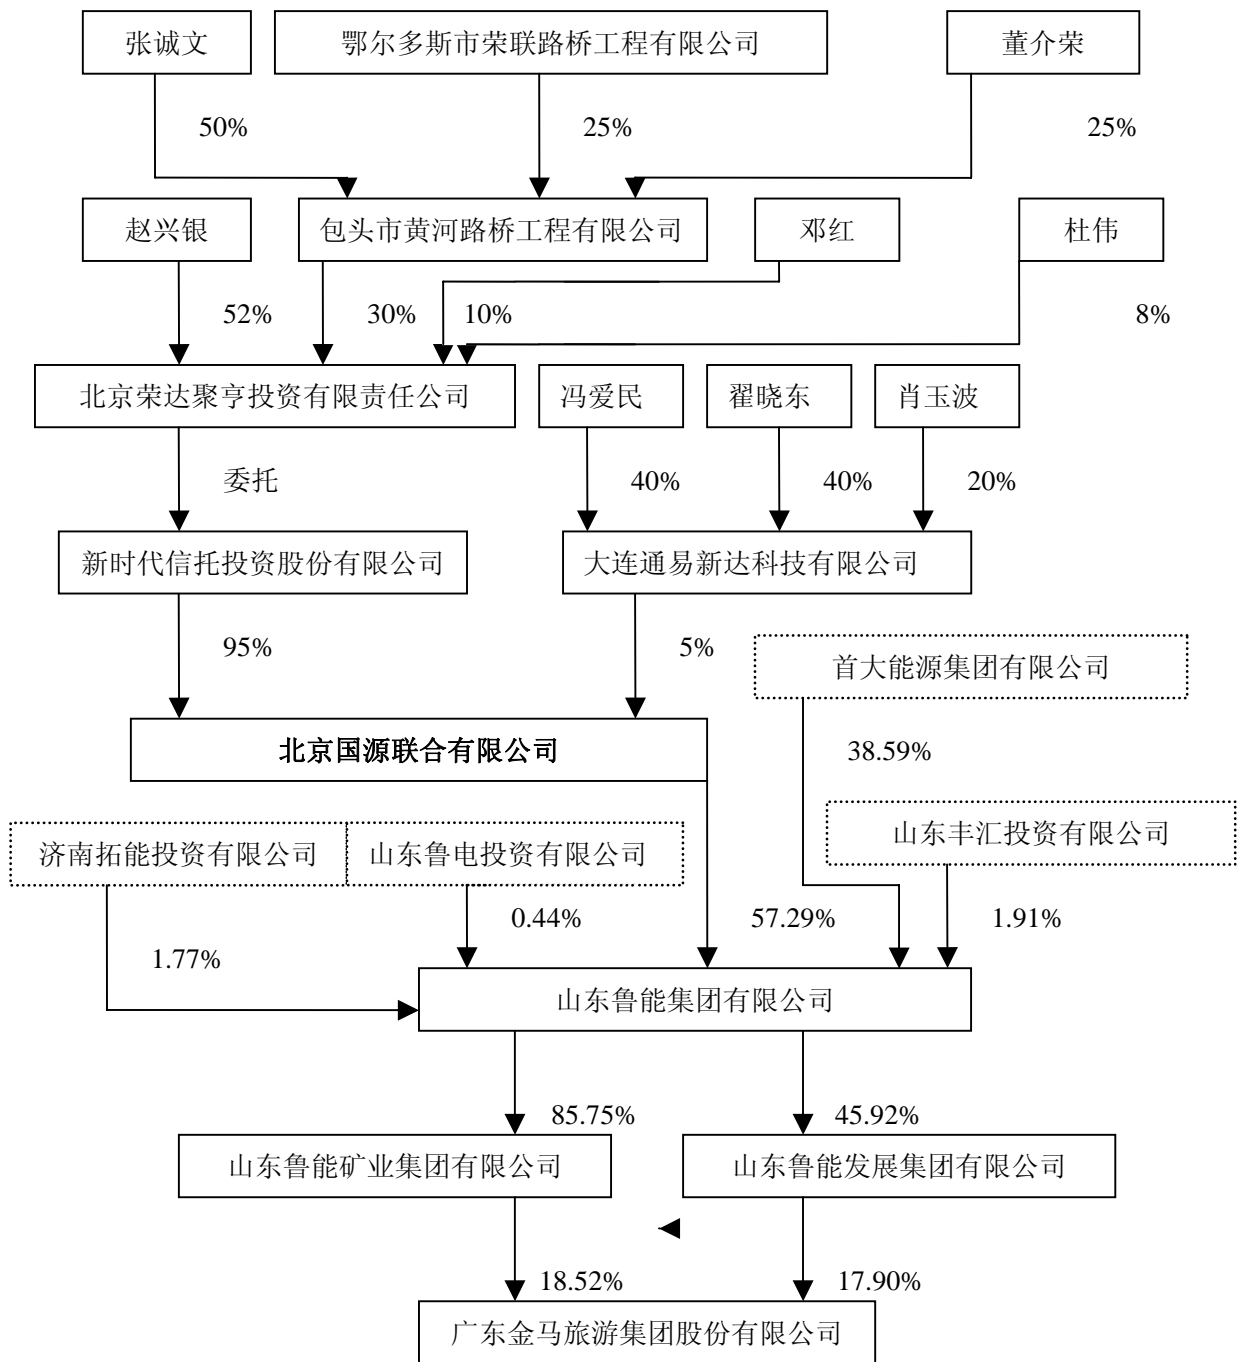 张诚文
鄂尔多斯市荣联路桥工程有限公司
董介荣
50%
25%
25%
赵兴银
包头市黄河路桥工程有限公司
邓红
杜伟
52%
30%
10%
8%
北京荣达聚亨投资有限责任公司
冯爱民
翟晓东
肖玉波
委托
40%
40%
20%
新时代信托投资股份有限公司
大连通易新达科技有限公司
95%
5%
首大能源集团有限公司
北京国源联合有限公司
38.59%
济南拓能投资有限公司
山东鲁电投资有限公司
山东丰汇投资有限公司
1.77%
0.44%
57.29%
1.91%
山东鲁能集团有限公司
85.75%
45.92%
山东鲁能矿业集团有限公司
山东鲁能发展集团有限公司
18.52%
17.90%
广东金马旅游集团股份有限公司